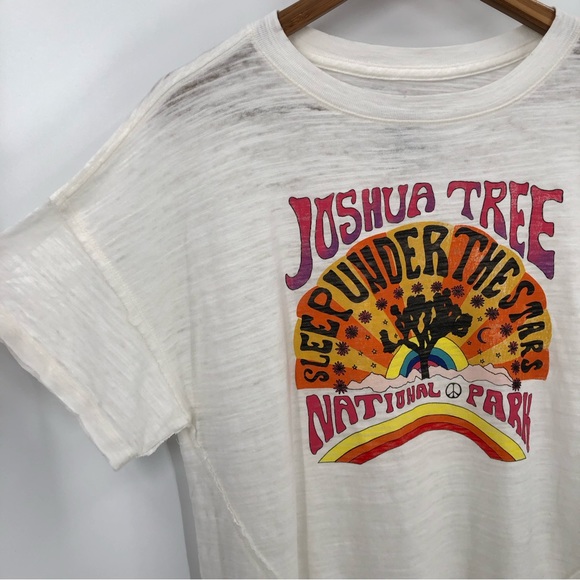 JOSHUA TREE
SLEEP UNDER THE STARS
NATIONAL PARK